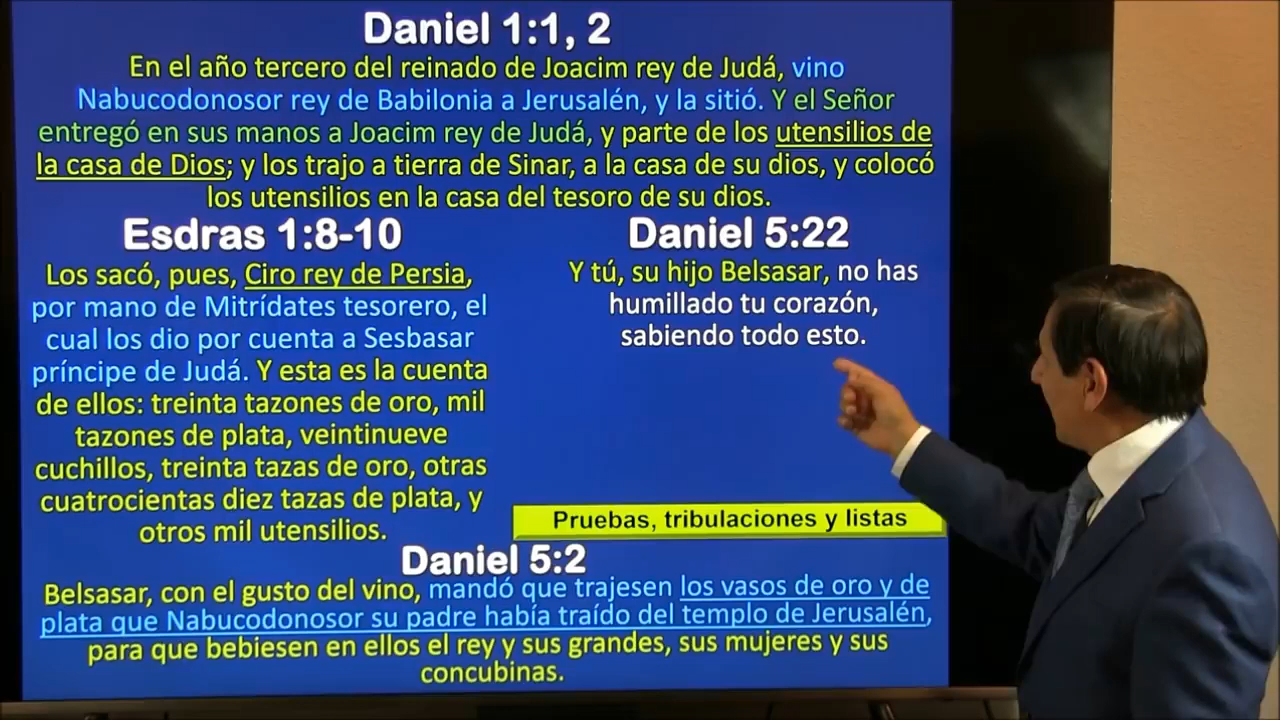 Daniel 1:1, 2
En el año tercero del reinado de Joacim rey de Judá, vino
Nabucodonosor rey de Babilonia a Jerusalén, y la sitió. Y el Señor
entregó en sus manos a Joacim rey de Judá, y parte de los utensilios de
la casa de Dios; y los trajo a tierra de Sinar, a la casa de su dios, y colocó
los utensilios en la casa del tesoro de su dios.
Esdras 1:8-10
Los sacó, pues, Ciro rey de Persia,
por mano de Mitrídates tesorero, el
cual los dio por cuenta a Sesbasar
príncipe de Judá. Y esta es la cuenta
de ellos: treinta tazones de oro, mil
tazones de plata, veintinueve
cuchillos, treinta tazas de oro, otras
cuatrocientas diez tazas de plata, y
otros mil utensilios.
Daniel 5:22
Y tú, su hijo Belsasar, no has
humillado tu corazón,
sabiendo todo esto.
Pruebas, tribulaciones y listas
Daniel 5:2
Belsasar, con el gusto del vino, mandó que trajesen los vasos de oro y de
plata que Nabucodonosor su padre había traído del templo de Jerusalén,
para que bebiesen en ellos el rey y sus grandes, sus mujeres y sus
concubinas.